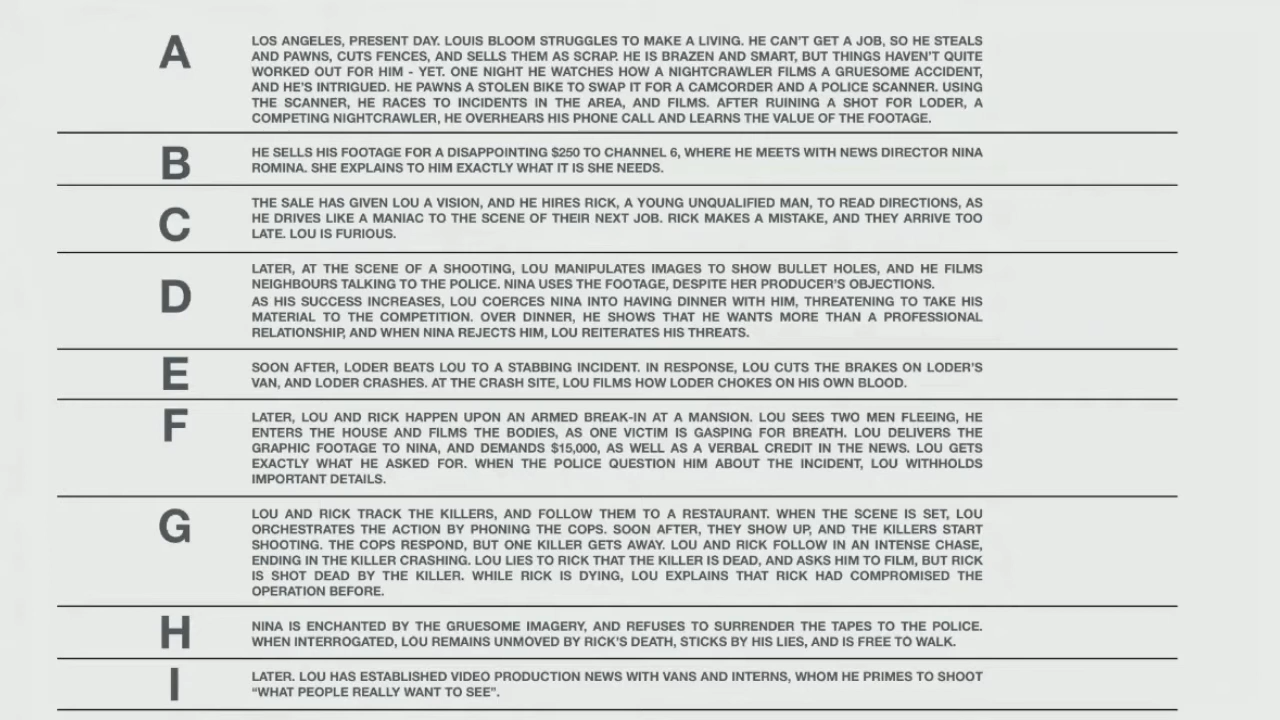 A
LOS ANGELES, PRESENT DAY. LOUIS BLOOM STRUGGLES TO MAKE A LIVING. HE CAN'T GET A JOB, SO HE STEALS
AND PAWNS, CUTS FENCES, AND SELLS THEM AS SCRAP. HE IS BRAZEN AND SMART, BUT THINGS HAVEN'T QUITE
WORKED OUT FOR HIM - YET. ONE NIGHT HE WATCHES HOW A NIGHTCRAWLER FILMS A GRUESOME ACCIDENT,
AND HE'S INTRIGUED. HE PAWNS A STOLEN BIKE TO SWAP IT FOR A CAMCORDER AND A POLICE SCANNER. USING
THE SCANNER, HE RACES TO INCIDENTS IN THE AREA, AND FILMS. AFTER RUINING A SHOT FOR LODER, A
COMPETING NIGHTCRAWLER, HE OVERHEARS HIS PHONE CALL AND LEARNS THE VALUE OF THE FOOTAGE.
B
HE SELLS HIS FOOTAGE FOR A DISAPPOINTING $250 TO CHANNEL 6, WHERE HE MEETS WITH NEWS DIRECTOR NINA
ROMINA. SHE EXPLAINS TO HIM EXACTLY WHAT IT IS SHE NEEDS.
C
THE SALE HAS GIVEN LOU A VISION, AND HE HIRES RICK, A YOUNG UNQUALIFIED MAN, TO READ DIRECTIONS, AS
HE DRIVES LIKE A MANIAC TO THE SCENE OF THEIR NEXT JOB. RICK MAKES A MISTAKE, AND THEY ARRIVE TOO
LATE. LOU IS FURIOUS.
D
LATER, AT THE SCENE OF A SHOOTING, LOU MANIPULATES IMAGES TO SHOW BULLET HOLES, AND HE FILMS
NEIGHBOURS TALKING TO THE POLICE. NINA USES THE FOOTAGE, DESPITE HER PRODUCER'S OBJECTIONS.
AS HIS SUCCESS INCREASES, LOU COERCES NINA INTO HAVING DINNER WITH HIM, THREATENING TO TAKE HIS
MATERIAL TO THE COMPETITION. OVER DINNER, HE SHOWS THAT HE WANTS MORE THAN A PROFESSIONAL
RELATIONSHIP, AND WHEN NINA REJECTS HIM, LOU REITERATES HIS THREATS.
E
SOON AFTER, LODER BEATS LOU TO A STABBING INCIDENT. IN RESPONSE, LOU CUTS THE BRAKES ON LODER'S
VAN, AND LODER CRASHES. AT THE CRASH SITE, LOU FILMS HOW LODER CHOKES ON HIS OWN BLOOD.
F
LATER, LOU AND RICK HAPPEN UPON AN ARMED BREAK-IN AT A MANSION. LOU SEES TWO MEN FLEEING, HE
ENTERS THE HOUSE AND FILMS THE BODIES, AS ONE VICTIM IS GASPING FOR BREATH. LOU DELIVERS THE
GRAPHIC FOOTAGE TO NINA, AND DEMANDS $15,000, AS WELL AS A VERBAL CREDIT IN THE NEWS. LOU GETS
EXACTLY WHAT HE ASKED FOR. WHEN THE POLICE QUESTION HIM ABOUT THE INCIDENT, LOU WITHHOLDS
IMPORTANT DETAILS.
G
LOU AND RICK TRACK THE KILLERS, AND FOLLOW THEM TO A RESTAURANT. WHEN THE SCENE IS SET, LOU
ORCHESTRATES THE ACTION BY PHONING THE COPS. SOON AFTER, THEY SHOW UP, AND THE KILLERS START
SHOOTING. THE COPS RESPOND, BUT ONE KILLER GETS AWAY. LOU AND RICK FOLLOW IN AN INTENSE CHASE,
ENDING IN THE KILLER CRASHING. LOU LIES TO RICK THAT THE KILLER IS DEAD, AND ASKS HIM TO FILM, BUT RICK
IS SHOT DEAD BY THE KILLER. WHILE RICK IS DYING, LOU EXPLAINS THAT RICK HAD COMPROMISED THE
OPERATION BEFORE.
H
NINA IS ENCHANTED BY THE GRUESOME IMAGERY, AND REFUSES TO SURRENDER THE TAPES TO THE POLICE.
WHEN INTERROGATED, LOU REMAINS UNMOVED BY RICK'S DEATH, STICKS BY HIS LIES, AND IS FREE TO WALK.
I
LATER. LOU HAS ESTABLISHED VIDEO PRODUCTION NEWS WITH VANS AND INTERNS, WHOM HE PRIMES TO SHOOT
"WHAT PEOPLE REALLY WANT TO SEE".